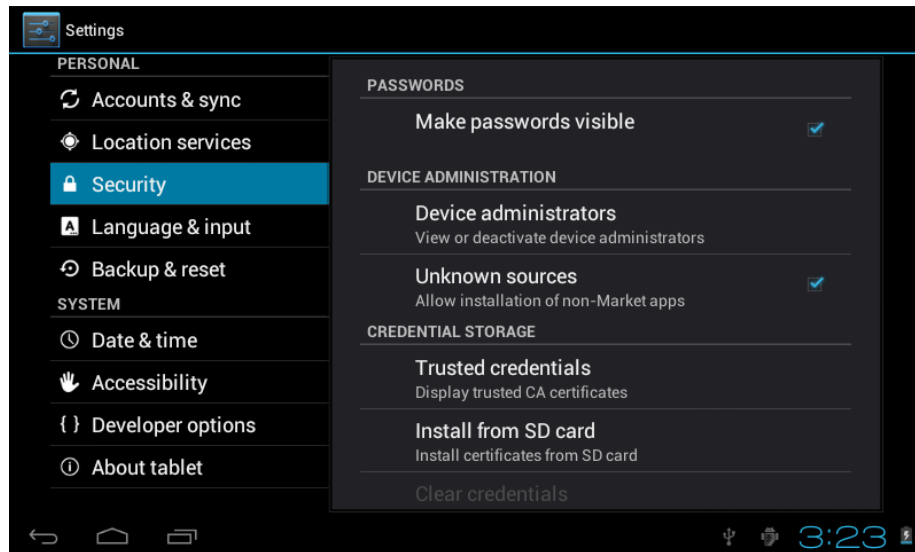 Settings
PERSONAL
Accounts & sync
Location services
Security
Language & input
Backup & reset
SYSTEM
Date & time
Accessibility
{ } Developer options
About tablet
PASSWORDS
Make passwords visible
DEVICE ADMINISTRATION
Device administrators
View or deactivate device administrators
Unknown sources
Allow installation of non-Market apps
CREDENTIAL STORAGE
Trusted credentials
Display trusted CA certificates
Install from SD card
Install certificates from SD card
Clear credentials
3:23